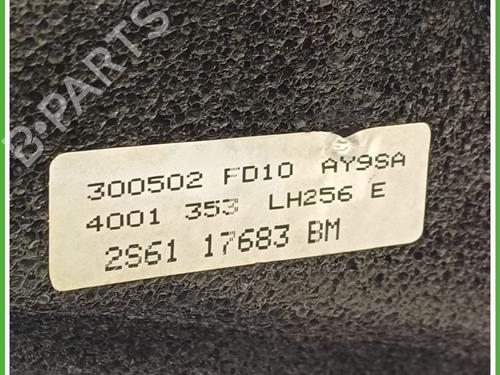 B-PARTS
300502 FD10 AY9SA
4001 353 LH256 E
2S61 17683 BM